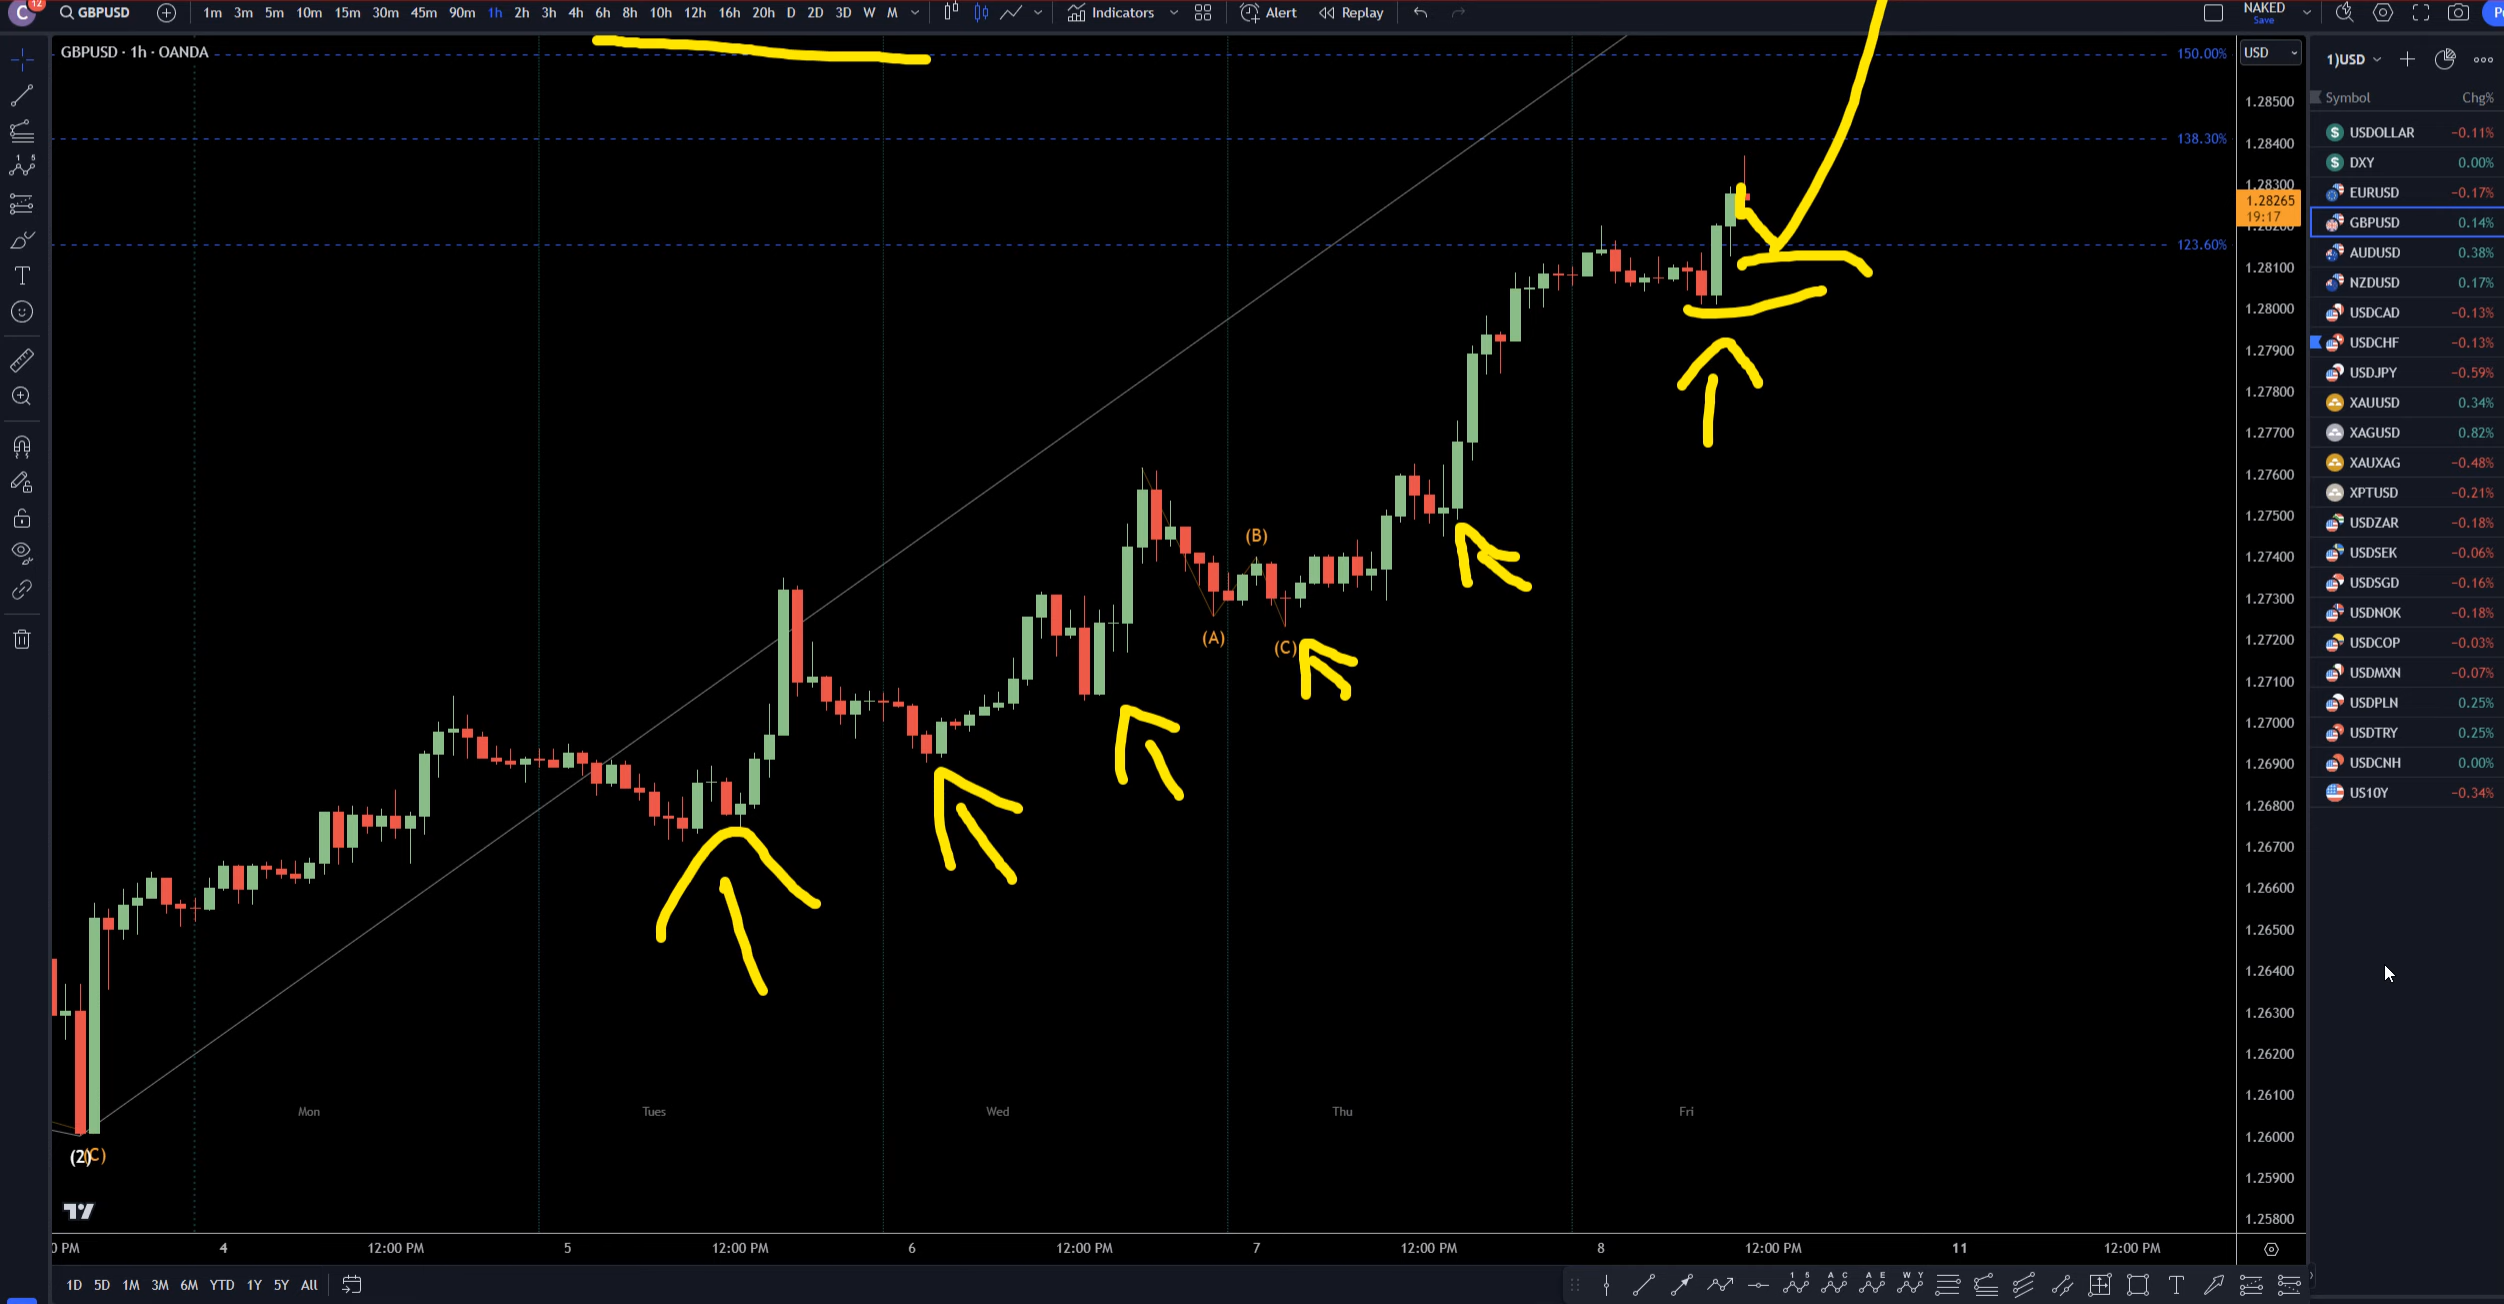 C 12 GBPUSD 1m 3m 5m 10m 15m 30m 45m 90m 1h 2h 3h 4h 6h 8h 10h 12h 16h 20h D 2D 3D W M Indicators Alert Replay NAKED
Save
GBPUSD · 1h · OANDA
150.00%
138.30%
123.60%
USD
1.28500
1.28400
1.28300
1.28265
19:17
1.28100
1.28000
1.27900
1.27800
1.27700
1.27600
1.27500
1.27400
1.27300
1.27200
1.27100
1.27000
1.26900
1.26800
1.26700
1.26600
1.26500
1.26400
1.26300
1.26200
1.26100
1.26000
1.25900
1.25800
(B)
(A)
(C)
(2)
(C)
Mon Tues Wed Thu Fri
0 PM 4 12:00 PM 5 12:00 PM 6 12:00 PM 7 12:00 PM 8 12:00 PM 11 12:00 PM
1D 5D 1M 3M 6M YTD 1Y 5Y All
1)USD
Symbol Chg%
USDOLLAR −0.11%
DXY 0.00%
EURUSD −0.17%
GBPUSD 0.14%
AUDUSD 0.38%
NZDUSD 0.17%
USDCAD −0.13%
USDCHF −0.13%
USDJPY −0.59%
XAUUSD 0.34%
XAGUSD 0.82%
XAUXAG −0.48%
XPTUSD −0.21%
USDZAR −0.18%
USDSEK −0.06%
USDSGD −0.16%
USDNOK −0.18%
USDCOP −0.03%
USDMXN −0.07%
USDPLN 0.25%
USDTRY 0.25%
USDCNH 0.00%
US10Y −0.34%